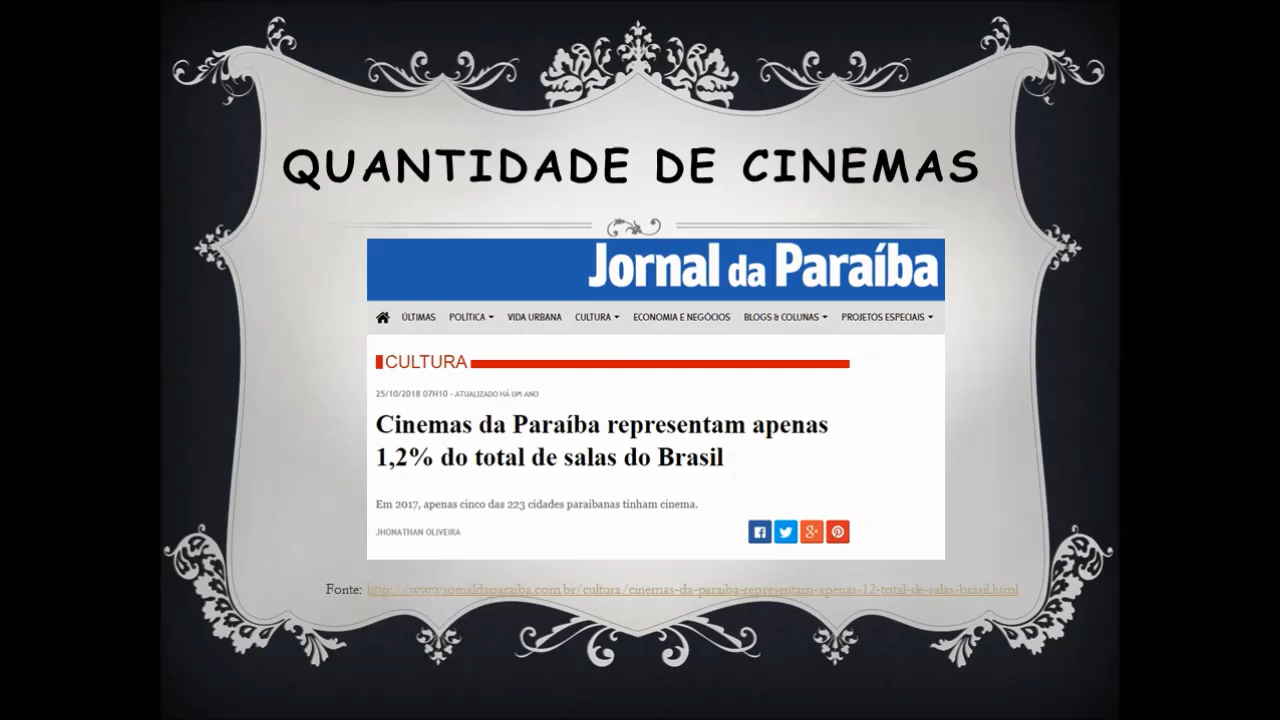 QUANTIDADE DE CINEMAS
Jornal da Paraíba
ÚLTIMAS POLÍTICA VIDA URBANA CULTURA ECONOMIA E NEGÓCIOS BLOGS & COLUNAS PROJETOS ESPECIAIS
CULTURA
25/10/2018 07H10 - ATUALIZADO HÁ UM ANO
Cinemas da Paraíba representam apenas
1,2% do total de salas do Brasil
Em 2017, apenas cinco das 223 cidades paraibanas tinham cinema.
JHONATHAN OLIVEIRA
Fonte: http://www.jornaldaparaiba.com.br/cultura/cinemas-da-paraiba-representam-apenas-12-total-de-salas-brasil.html